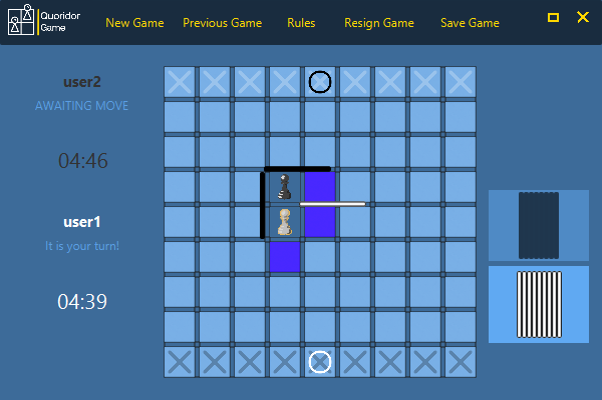 Quoridor
Game
New Game Previous Game Rules Resign Game Save Game
user2
AWAITING MOVE
04:46
user1
It is your turn!
04:39